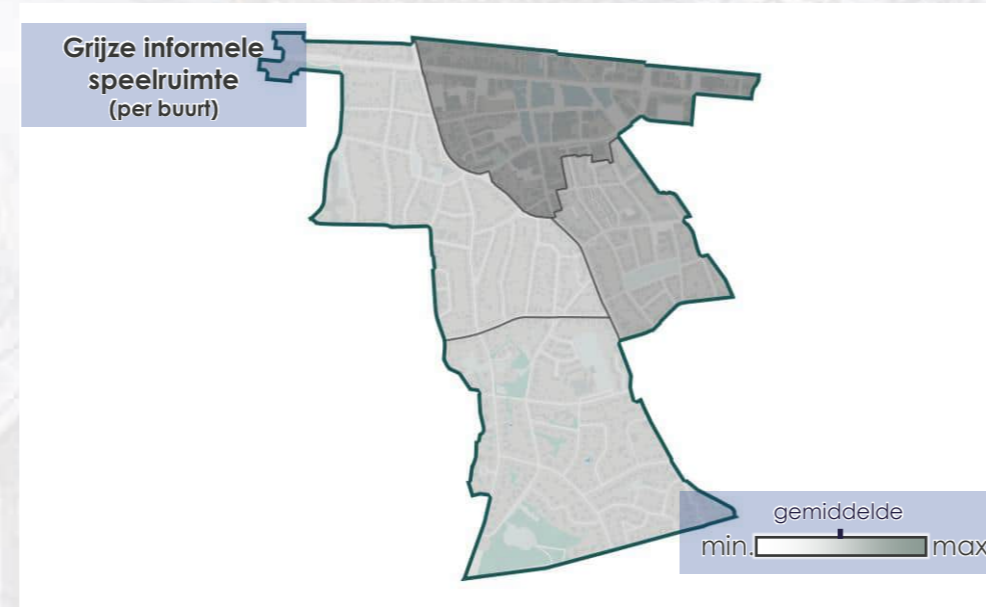 Grijze informele
speelruimte
(per buurt)
gemiddelde
min. max